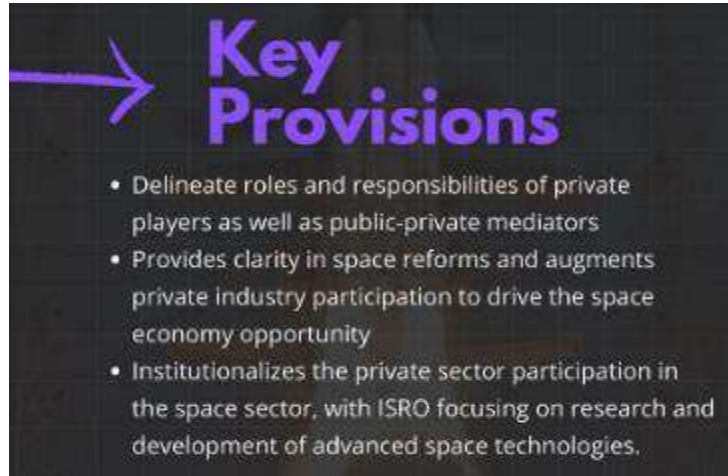 Key
Provisions
• Delineate roles and responsibilities of private
players as well as public-private mediators
• Provides clarity in space reforms and augments
private industry participation to drive the space
economy opportunity
• Institutionalizes the private sector participation in
the space sector, with ISRO focusing on research and
development of advanced space technologies.